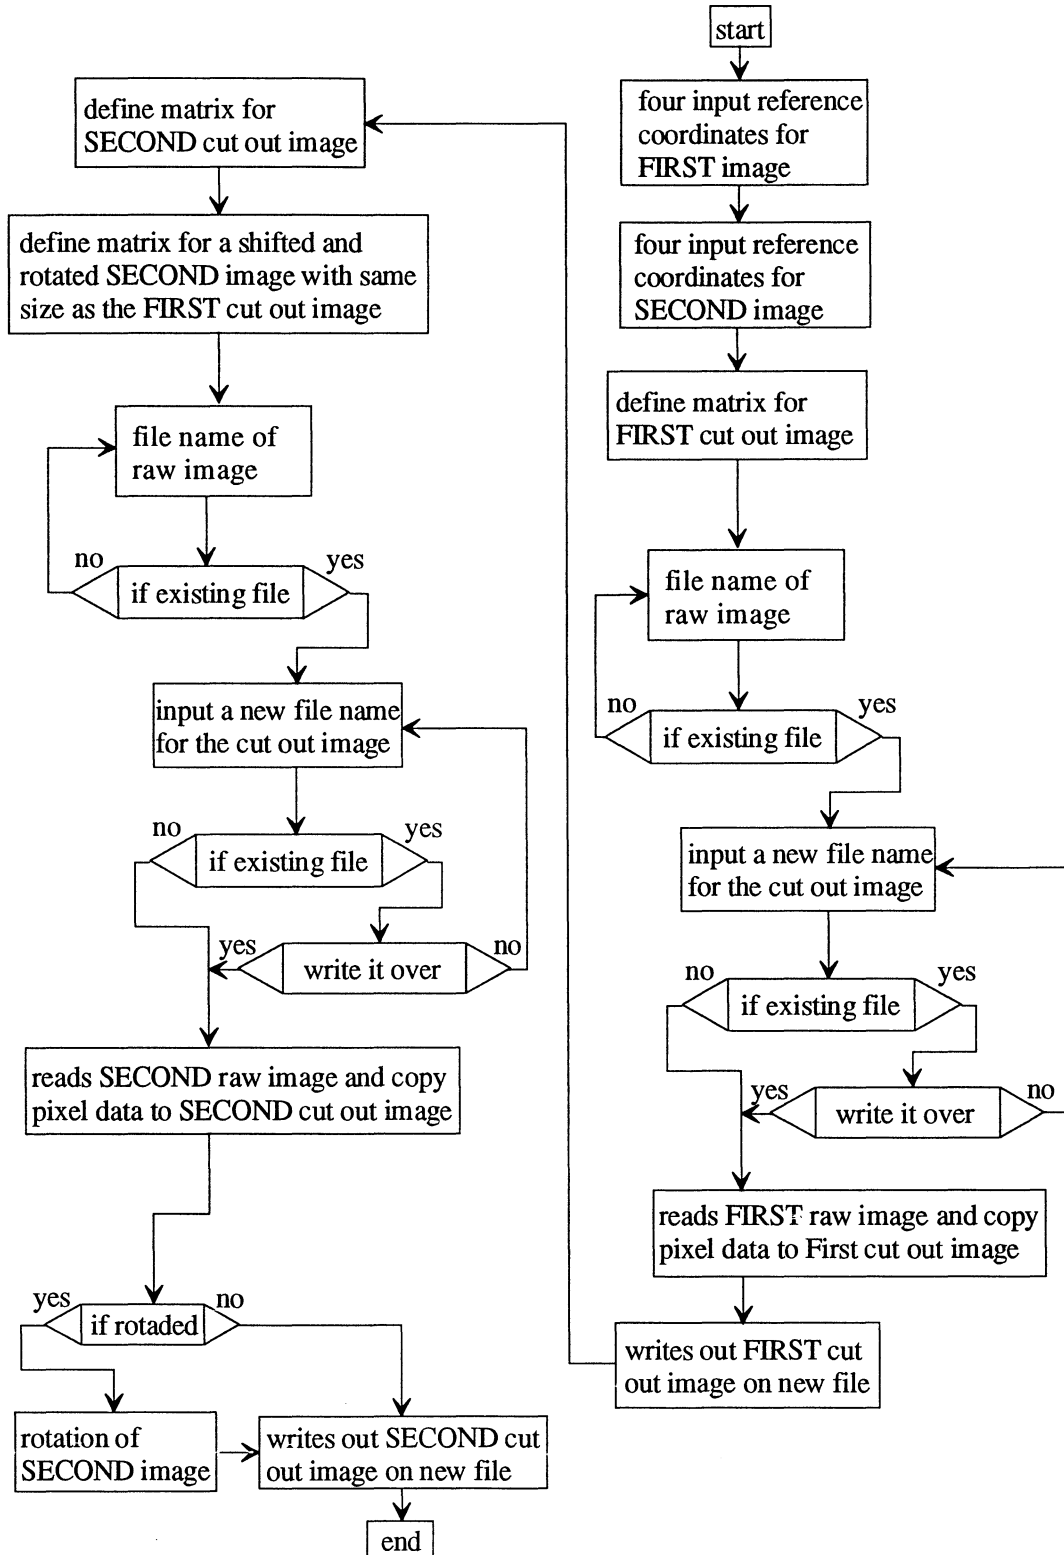 start
four input reference
coordinates for
FIRST image
four input reference
coordinates for
SECOND image
define matrix for
FIRST cut out image
file name of
raw image
no
yes
if existing file
input a new file name
for the cut out image
no
yes
if existing file
yes
no
write it over
reads FIRST raw image and copy
pixel data to First cut out image
writes out FIRST cut
out image on new file
define matrix for
SECOND cut out image
define matrix for a shifted and
rotated SECOND image with same
size as the FIRST cut out image
file name of
raw image
no
yes
if existing file
input a new file name
for the cut out image
no
yes
if existing file
yes
no
write it over
reads SECOND raw image and copy
pixel data to SECOND cut out image
yes
no
if rotaded
rotation of
SECOND image
writes out SECOND cut
out image on new file
end